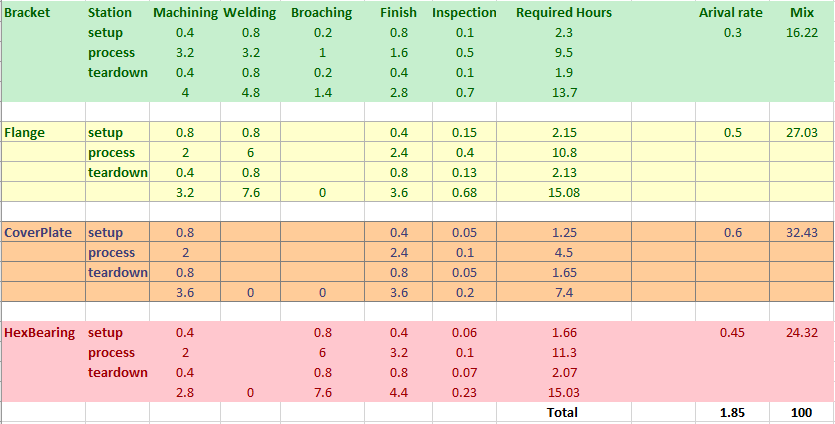 Bracket Station Machining Welding Broaching Finish Inspection Required Hours Arival rate Mix
setup 0.4 0.8 0.2 0.8 0.1 2.3 0.3 16.22
process 3.2 3.2 1 1.6 0.5 9.5
teardown 0.4 0.8 0.2 0.4 0.1 1.9
4 4.8 1.4 2.8 0.7 13.7
Flange setup 0.8 0.8 0.4 0.15 2.15 0.5 27.03
process 2 6 2.4 0.4 10.8
teardown 0.4 0.8 0.8 0.13 2.13
3.2 7.6 0 3.6 0.68 15.08
CoverPlate setup 0.8 0.4 0.05 1.25 0.6 32.43
process 2 2.4 0.1 4.5
teardown 0.8 0.8 0.05 1.65
3.6 0 0 3.6 0.2 7.4
HexBearing setup 0.4 0.8 0.4 0.06 1.66 0.45 24.32
process 2 6 3.2 0.1 11.3
teardown 0.4 0.8 0.8 0.07 2.07
2.8 0 7.6 4.4 0.23 15.03
Total 1.85 100